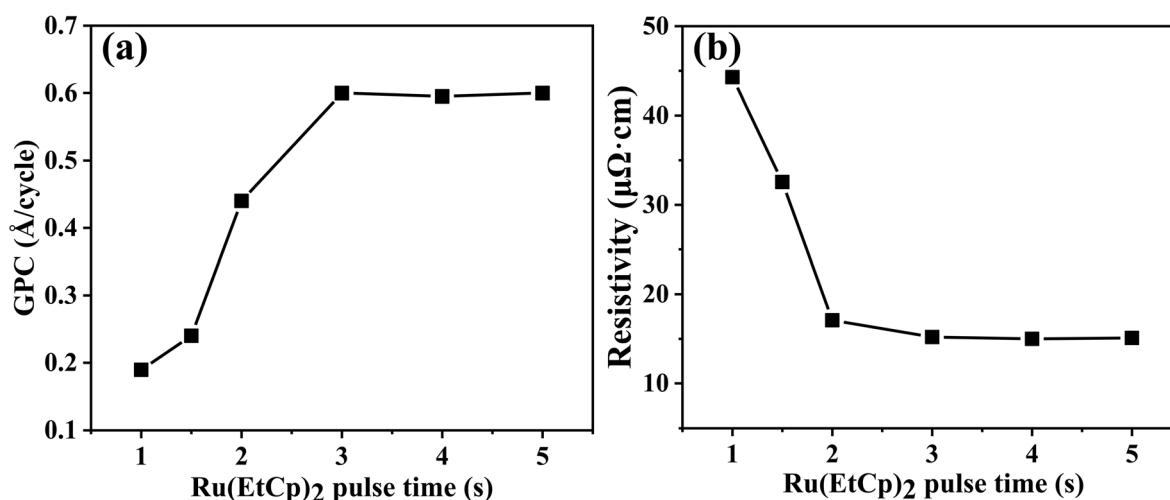 (a)
GPC (Å/cycle)
0.7
0.6
0.5
0.4
0.3
0.2
0.1
1 2 3 4 5
Ru(EtCp)₂ pulse time (s)
(b)
Resistivity (μΩ·cm)
50
40
30
20
10
1 2 3 4 5
Ru(EtCp)₂ pulse time (s)